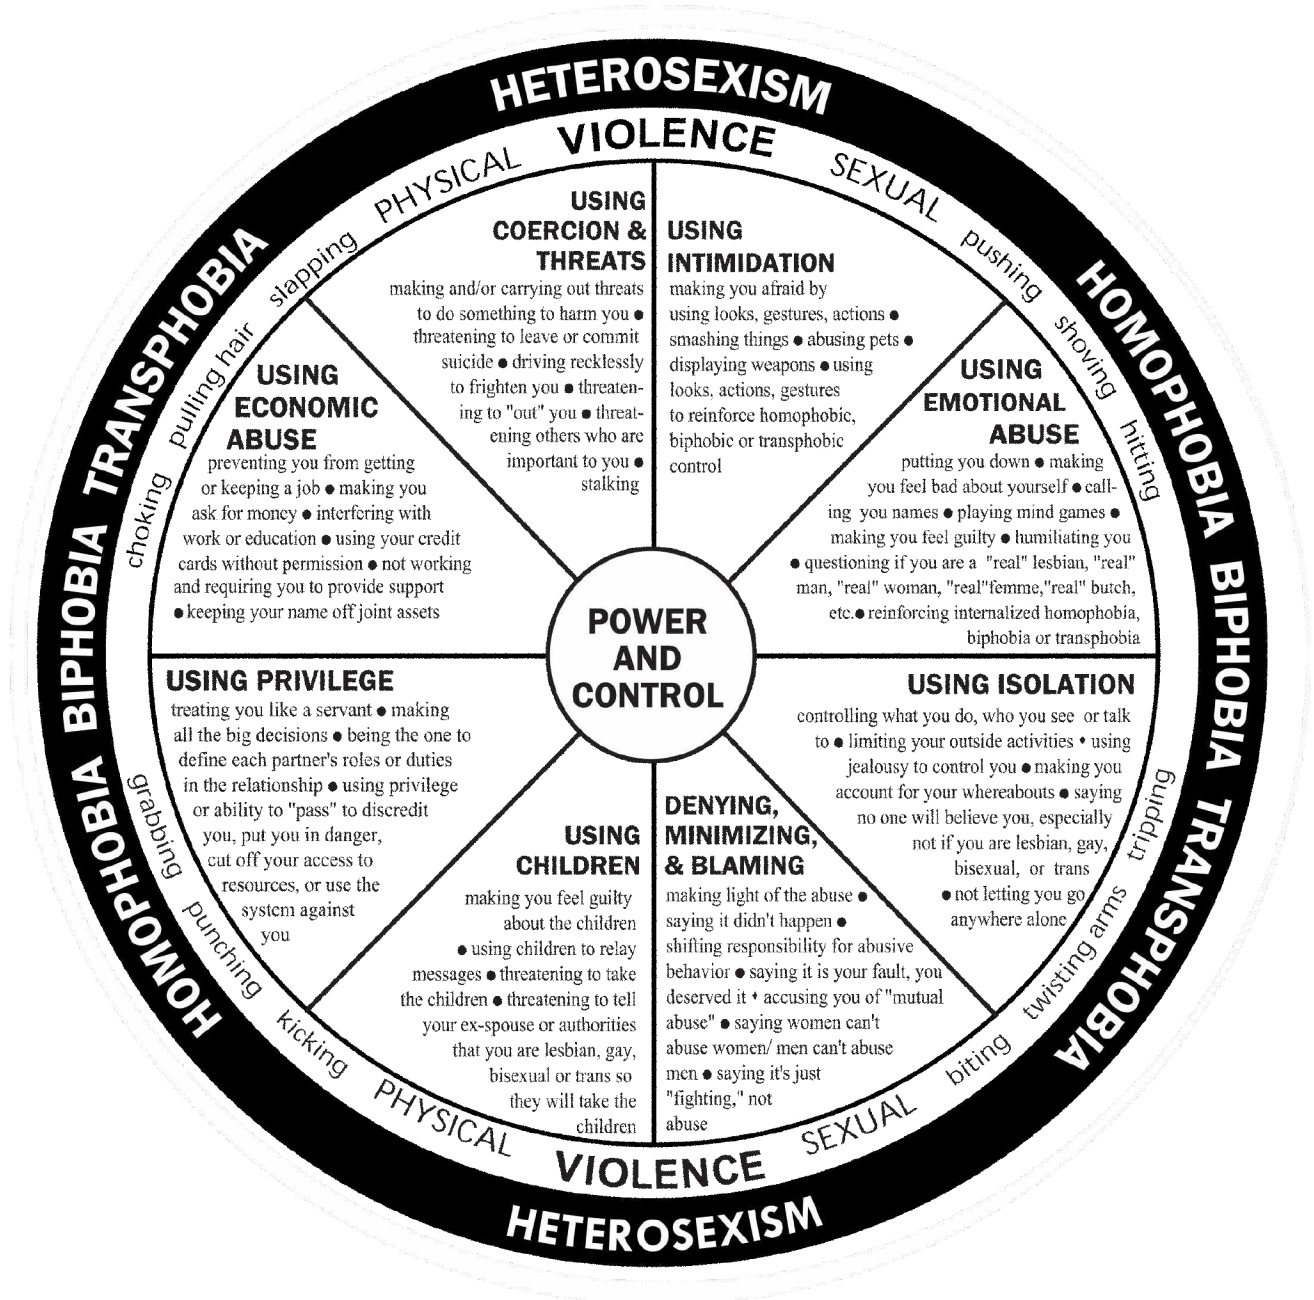 HETEROSEXISM
HOMOPHOBIA BIPHOBIA TRANSPHOBIA
HETEROSEXISM
HOMOPHOBIA BIPHOBIA TRANSPHOBIA
PHYSICAL VIOLENCE SEXUAL
pushing
shoving
hitting
tripping
twisting arms
biting
PHYSICAL VIOLENCE SEXUAL
kicking
punching
grabbing
choking
pulling hair
slapping
POWER
AND
CONTROL
USING
COERCION &
THREATS
making and/or carrying out threats
to do something to harm you ●
threatening to leave or commit
suicide ● driving recklessly
to frighten you ● threaten-
ing to "out" you ● threat-
ening others who are
important to you ●
stalking
USING
INTIMIDATION
making you afraid by
using looks, gestures, actions ●
smashing things ● abusing pets ●
displaying weapons ● using
looks, actions, gestures
to reinforce homophobic,
biphobic or transphobic
control
USING
EMOTIONAL
ABUSE
putting you down ● making
you feel bad about yourself ● call-
ing you names ● playing mind games ●
making you feel guilty ● humiliating you
● questioning if you are a "real" lesbian, "real"
man, "real" woman, "real"femme,"real" butch,
etc.● reinforcing internalized homophobia,
biphobia or transphobia
USING ISOLATION
controlling what you do, who you see or talk
to ● limiting your outside activities ♦ using
jealousy to control you ● making you
account for your whereabouts ● saying
no one will believe you, especially
not if you are lesbian, gay,
bisexual, or trans
● not letting you go
anywhere alone
DENYING,
MINIMIZING,
& BLAMING
making light of the abuse ●
saying it didn't happen ●
shifting responsibility for abusive
behavior ● saying it is your fault, you
deserved it ♦ accusing you of "mutual
abuse" ● saying women can't
abuse women/ men can't abuse
men ● saying it's just
"fighting," not
abuse
USING
CHILDREN
making you feel guilty
about the children
● using children to relay
messages ● threatening to take
the children ● threatening to tell
your ex-spouse or authorities
that you are lesbian, gay,
bisexual or trans so
they will take the
children
USING PRIVILEGE
treating you like a servant ● making
all the big decisions ● being the one to
define each partner's roles or duties
in the relationship ● using privilege
or ability to "pass" to discredit
you, put you in danger,
cut off your access to
resources, or use the
system against
you
USING
ECONOMIC
ABUSE
preventing you from getting
or keeping a job ● making you
ask for money ● interfering with
work or education ● using your credit
cards without permission ● not working
and requiring you to provide support
● keeping your name off joint assets